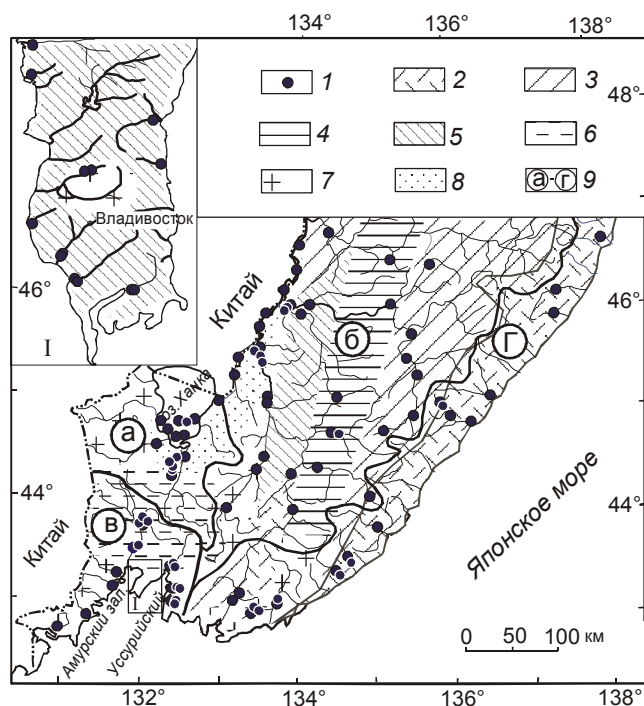 134° 136° 138°
1 2 3
4 5 6
7 8 а-г 9
48°
Владивосток
46°
I
46°
Китай
оз. Ханка
а
б
г
44°
44°
в
Китай
I
Амурский зал.
Уссурийский
Японское море
0 50 100 км
132° 134° 136° 138°